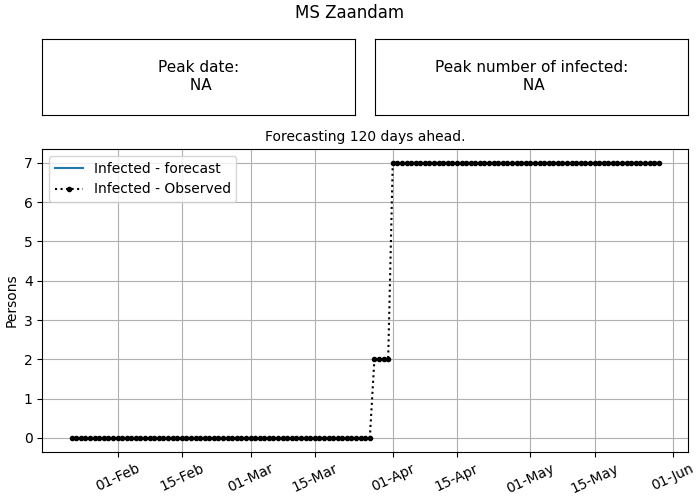 MS Zaandam
Peak date:
NA
Peak number of infected:
NA
Forecasting 120 days ahead.
Infected - forecast
Infected - Observed
Persons
7
6
5
4
3
2
1
0
01-Feb
15-Feb
01-Mar
15-Mar
01-Apr
15-Apr
01-May
15-May
01-Jun